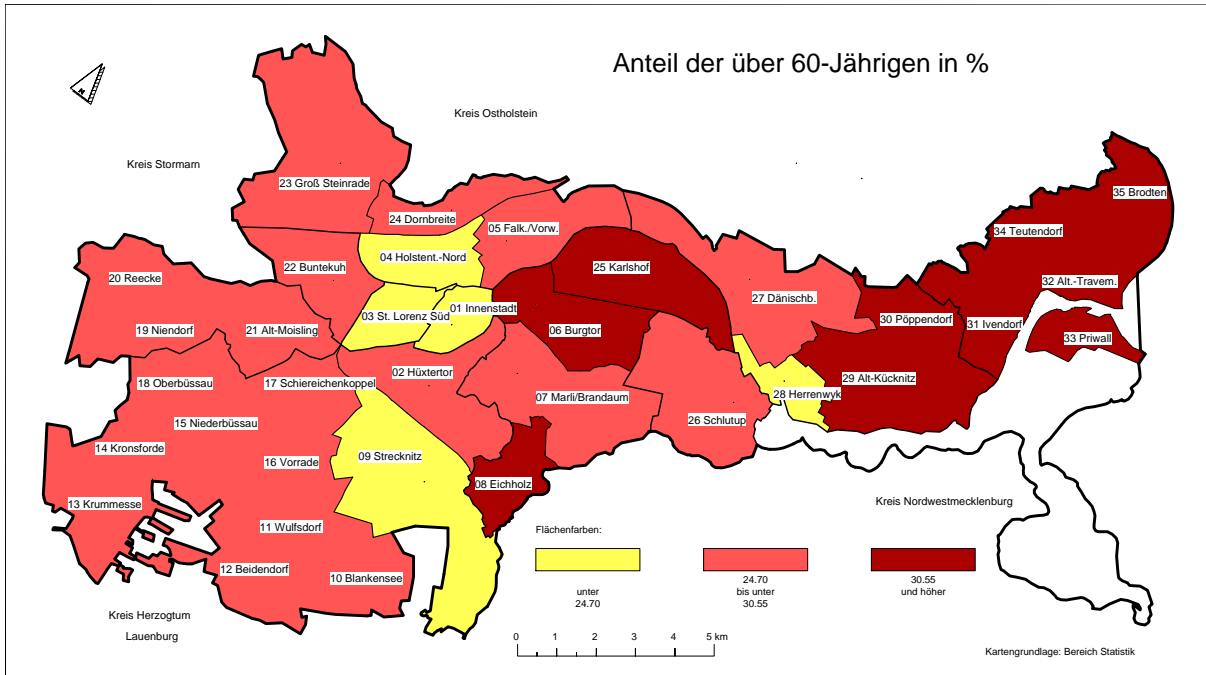 Anteil der über 60-Jährigen in %
N
Kreis Ostholstein
Kreis Stormarn
23 Groß Steinrade
35 Brodten
24 Dornbreite
05 Falk./Vorw.
34 Teutendorf
04 Holstent.-Nord
22 Buntekuh
25 Karlshof
20 Reecke
32 Alt.-Travem.
27 Dänischb.
01 Innenstadt
03 St. Lorenz Süd
30 Pöppendorf
31 Ivendorf
19 Niendorf
21 Alt-Moisling
06 Burgtor
33 Priwall
02 Hüxtertor
18 Oberbüssau
17 Schiereichenkoppel
29 Alt-Kücknitz
07 Marli/Brandaum
28 Herrenwyk
15 Niederbüssau
26 Schlutup
14 Kronsforde
16 Vorrade
09 Strecknitz
08 Eichholz
13 Krummesse
Kreis Nordwestmecklenburg
11 Wulfsdorf
Flächenfarben:
12 Beidendorf
10 Blankensee
unter
24.70
24.70
bis unter
30.55
30.55
und höher
Kreis Herzogtum
Lauenburg
0 1 2 3 4 5 km
Kartengrundlage: Bereich Statistik